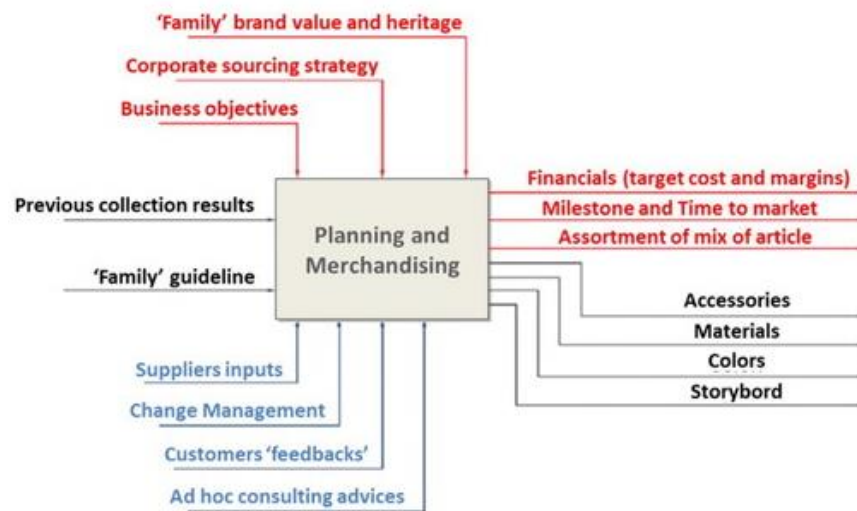 ‘Family’ brand value and heritage
Corporate sourcing strategy
Business objectives
Previous collection results
‘Family’ guideline
Planning and
Merchandising
Financials (target cost and margins)
Milestone and Time to market
Assortment of mix of article
Accessories
Materials
Colors
Storybord
Suppliers inputs
Change Management
Customers ‘feedbacks’
Ad hoc consulting advices